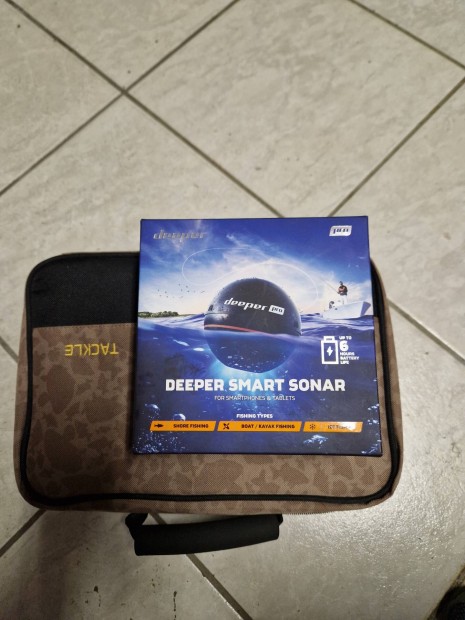 deeper
PRO
deeper PRO
UP TO
6
HOURS
BATTERY
LIFE
DEEPER SMART SONAR
FOR SMARTPHONES & TABLETS
FISHING TYPES
SHORE FISHING
BOAT / KAYAK FISHING
TACKLE